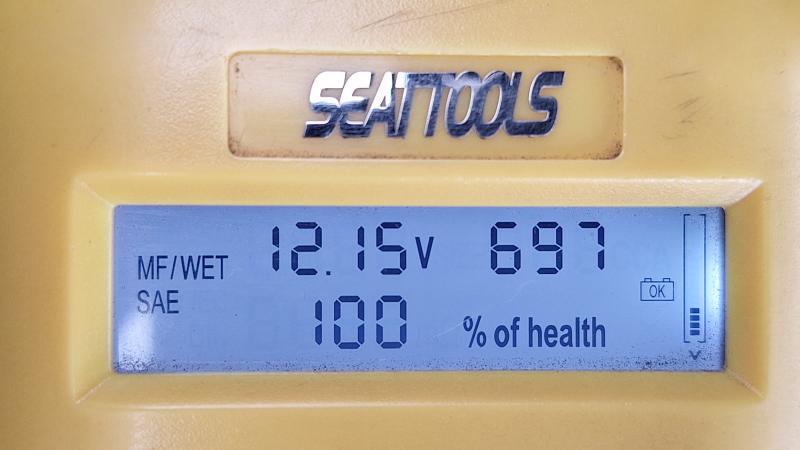 SEATTOOLS
MF/WET 12.15V 697
SAE 100 % of health
OK